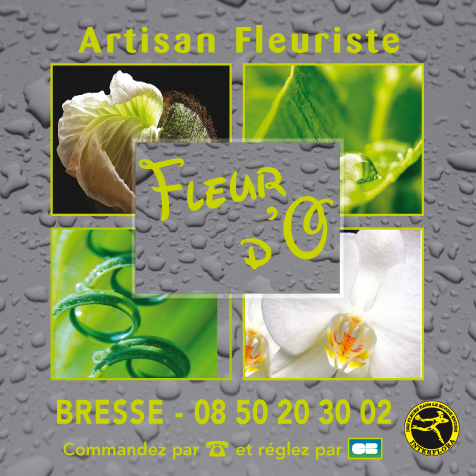 Artisan Fleuriste
FLEUR
D'O
BRESSE - 08 50 20 30 02
Commandez par ☎ et réglez par CB
INTERFLORA